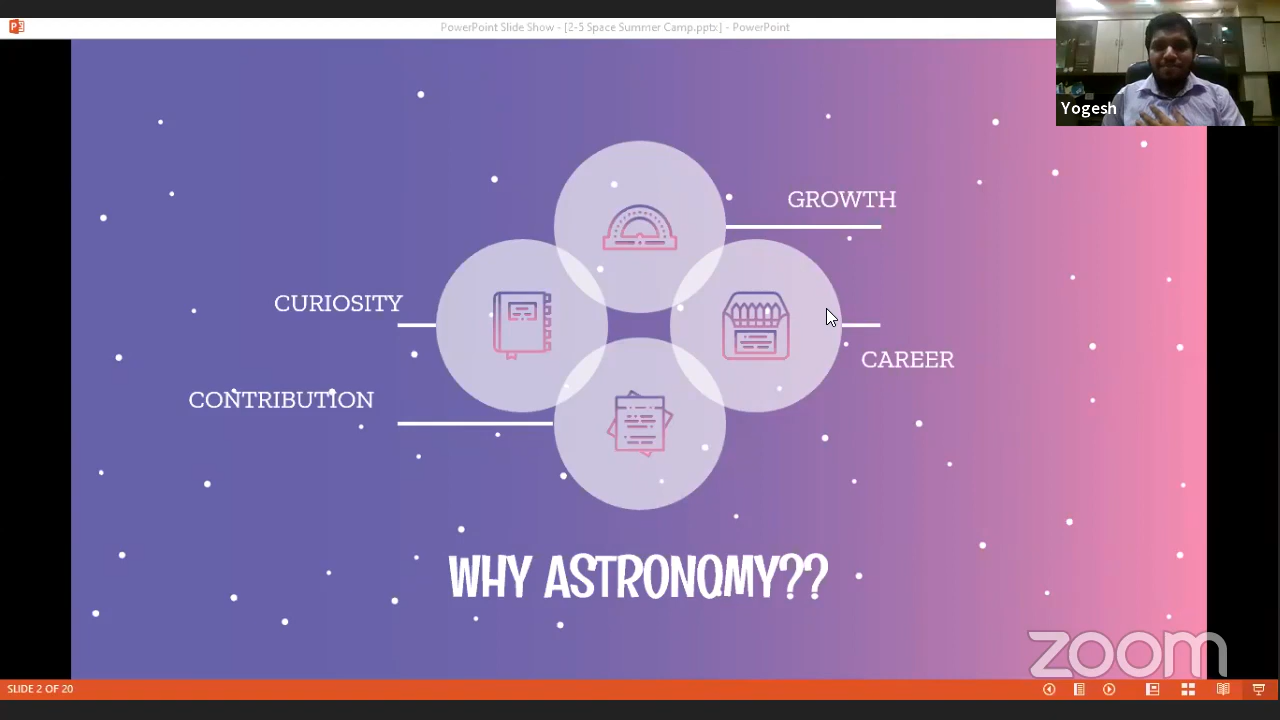 PowerPoint Slide Show - [2-5 Space Summer Camp.pptx] - PowerPoint
Yogesh
GROWTH
CURIOSITY
CAREER
CONTRIBUTION
WHY ASTRONOMY??
zoom
SLIDE 2 OF 20